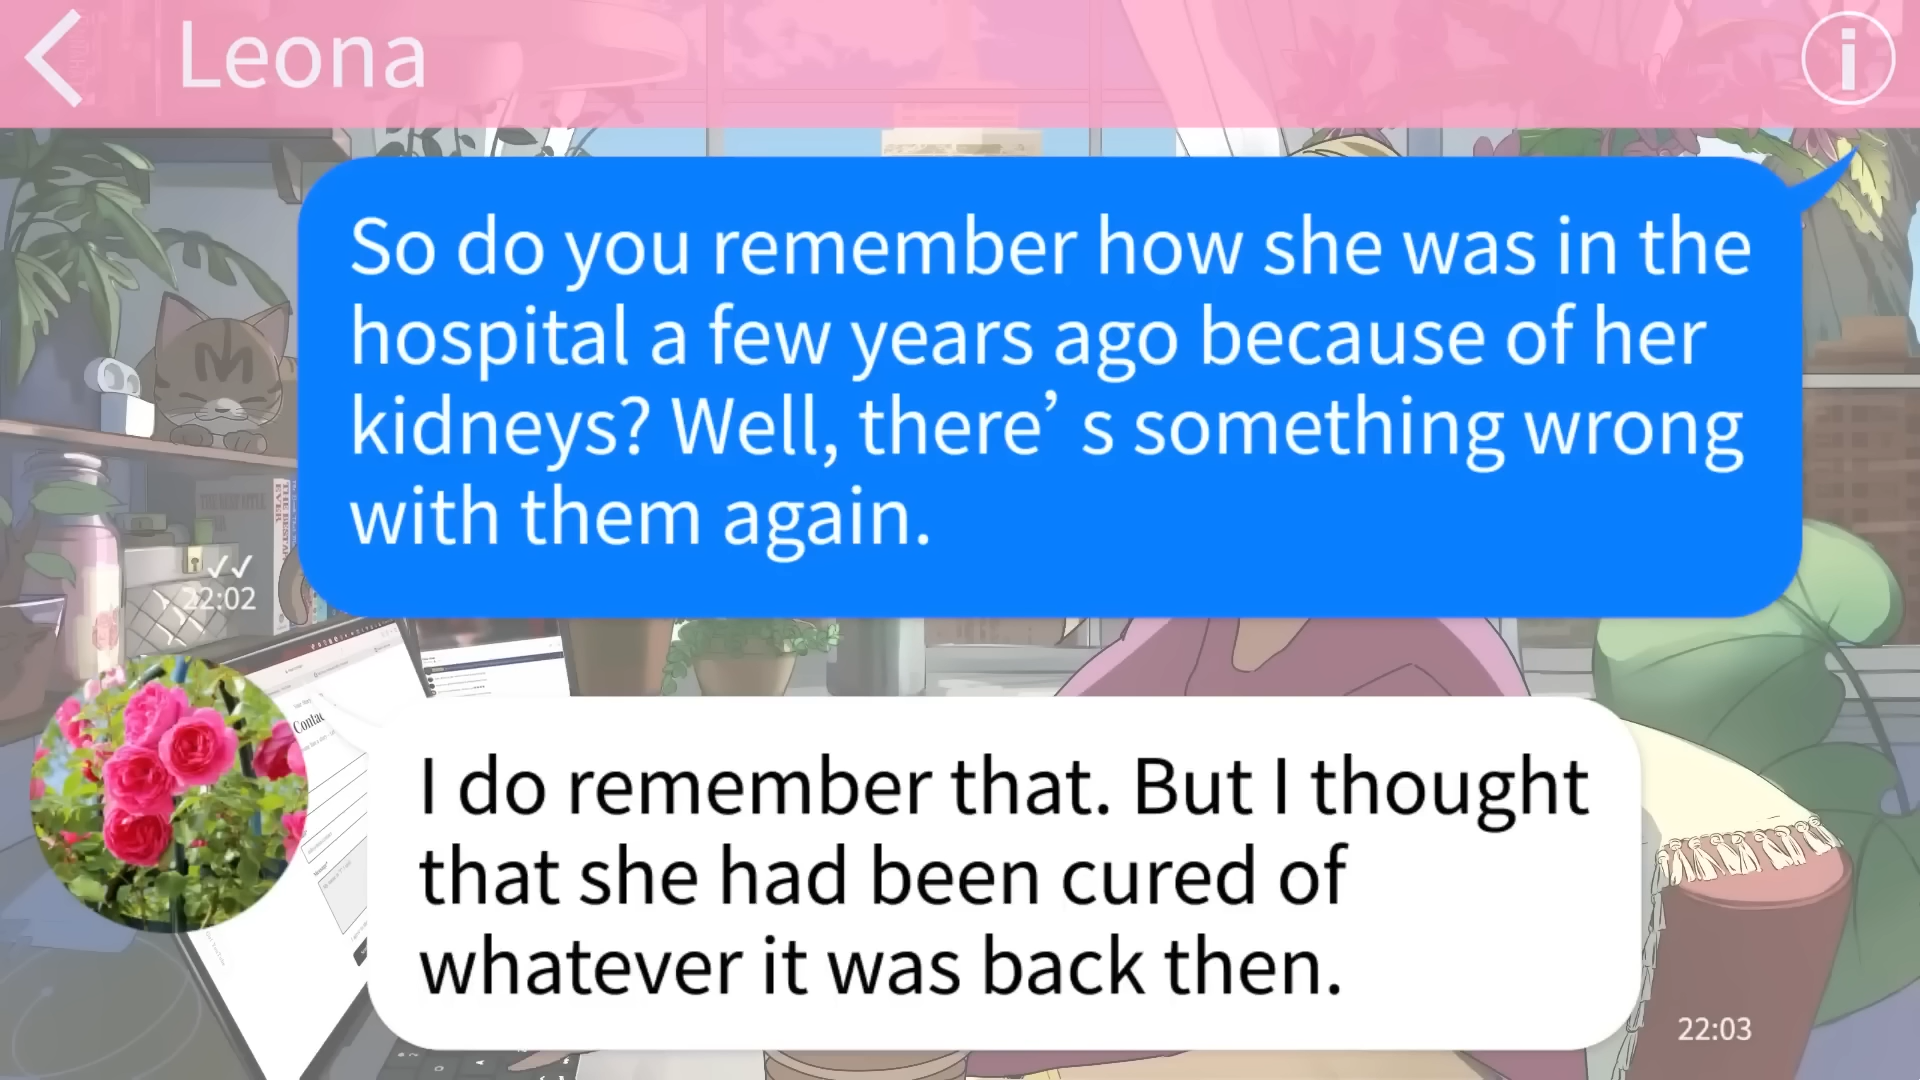 Leona
So do you remember how she was in the
hospital a few years ago because of her
kidneys? Well, there’ s something wrong
with them again.
22:02
I do remember that. But I thought
that she had been cured of
whatever it was back then.
22:03